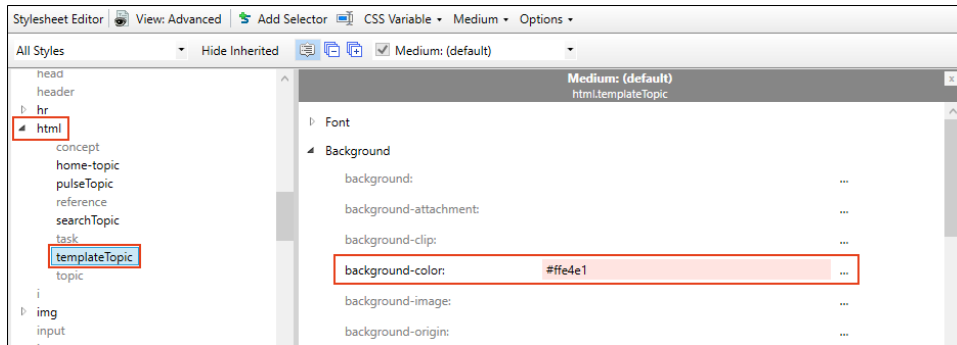 Stylesheet Editor View: Advanced Add Selector CSS Variable Medium Options
All Styles Hide Inherited Medium: (default)
head
header
hr
html
concept
home-topic
pulseTopic
reference
searchTopic
task
templateTopic
topic
i
img
input
Medium: (default)
html.templateTopic
Font
Background
background: ...
background-attachment: ...
background-clip: ...
background-color: #ffe4e1 ...
background-image: ...
background-origin: ...